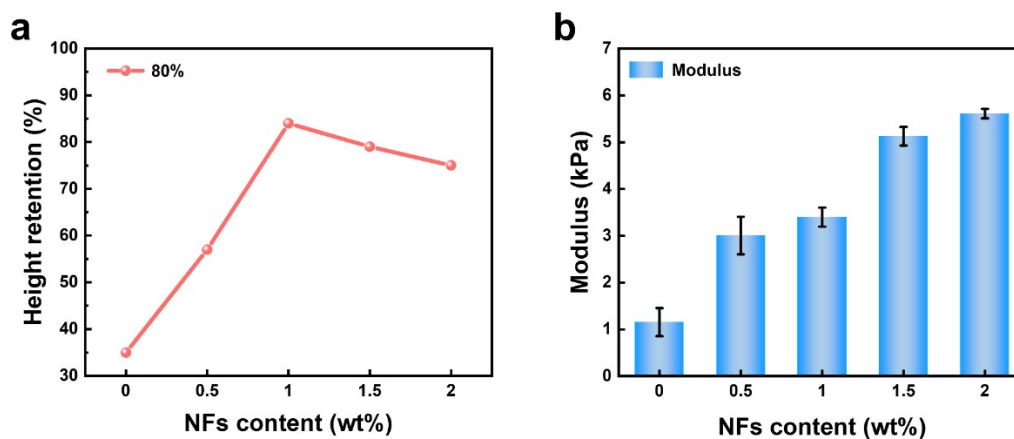 a
100
90
80
70
60
50
40
30
Height retention (%)
80%
0 0.5 1 1.5 2
NFs content (wt%)
b
7
6
5
4
3
2
1
0
Modulus (kPa)
Modulus
0 0.5 1 1.5 2
NFs content (wt%)